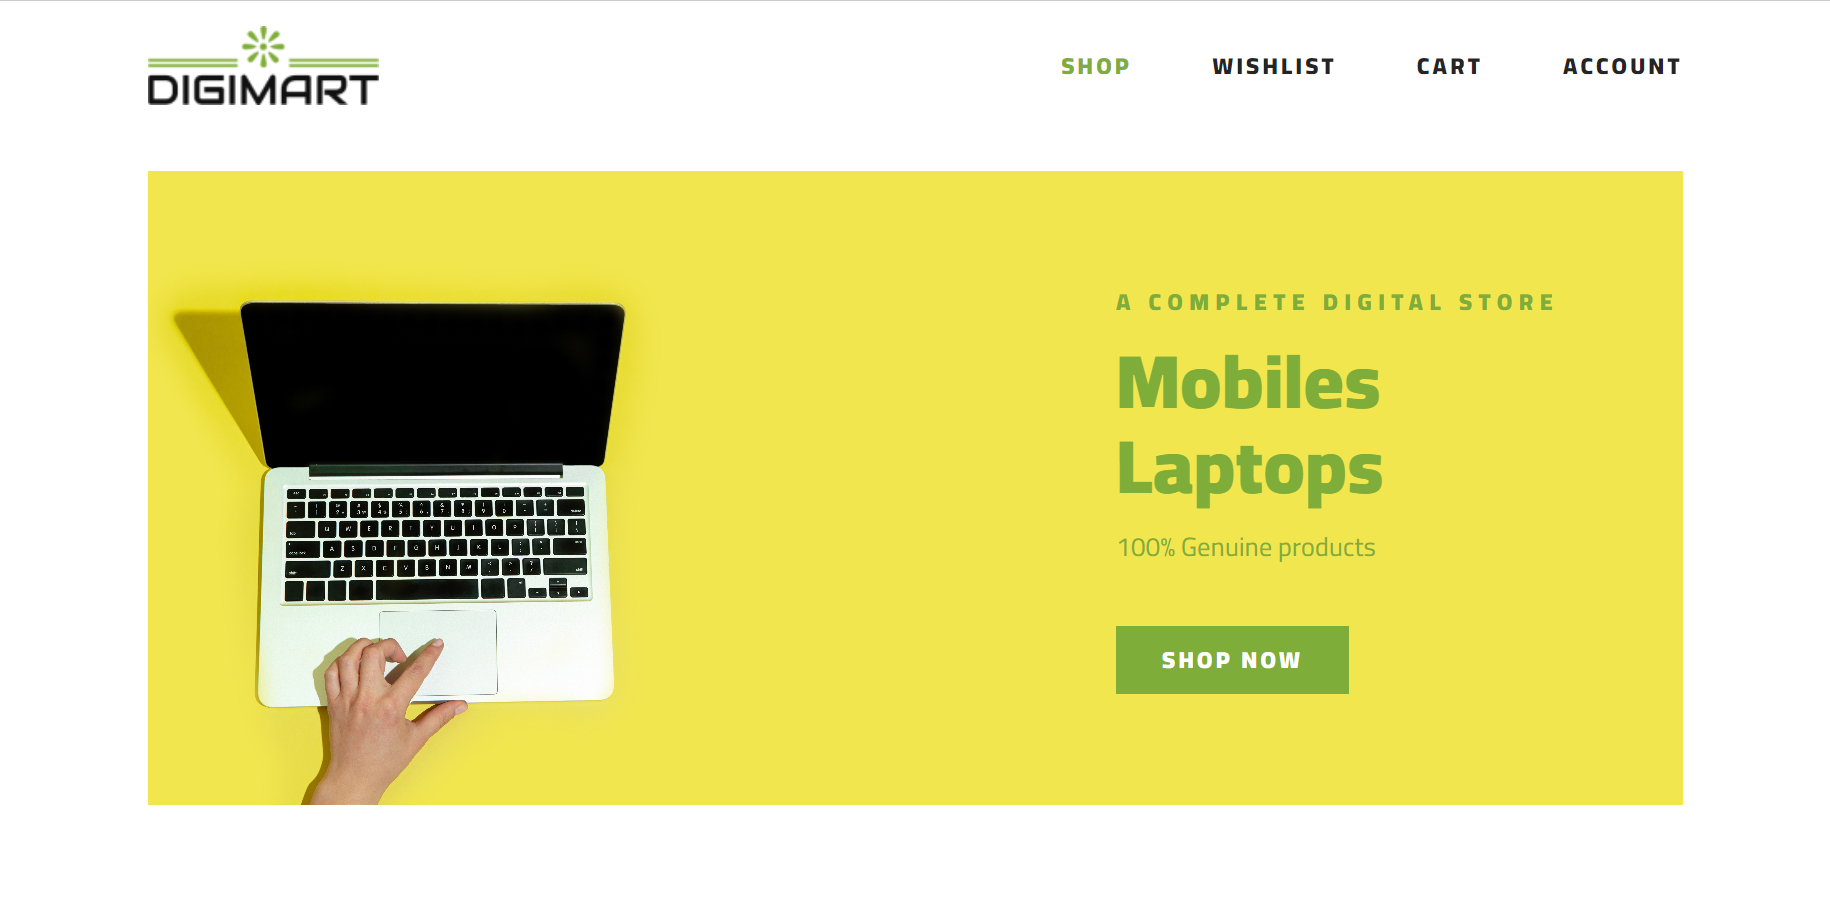 DIGIMART
SHOP WISHLIST CART ACCOUNT
A COMPLETE DIGITAL STORE
Mobiles
Laptops
100% Genuine products
SHOP NOW